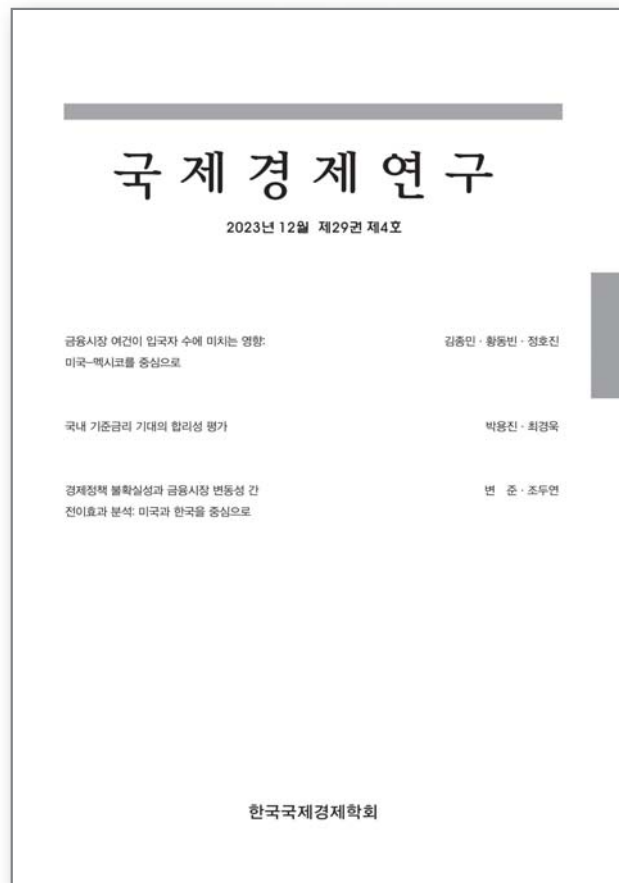 국제경제연구
2023년 12월 제29권 제4호
금융시장 여건이 입국자 수에 미치는 영향: 김종민 · 황동빈 · 정호진
미국–멕시코를 중심으로
국내 기준금리 기대의 합리성 평가 박용진 · 최경욱
경제정책 불확실성과 금융시장 변동성 간 변 준 · 조두연
전이효과 분석: 미국과 한국을 중심으로
한국국제경제학회